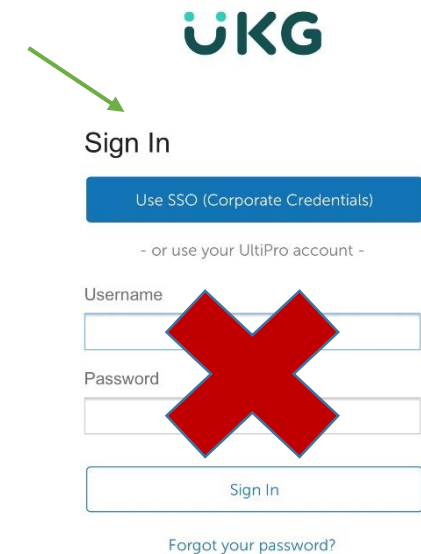 UKG
Sign In
Use SSO (Corporate Credentials)
- or use your UltiPro account -
Username
Password
Sign In
Forgot your password?